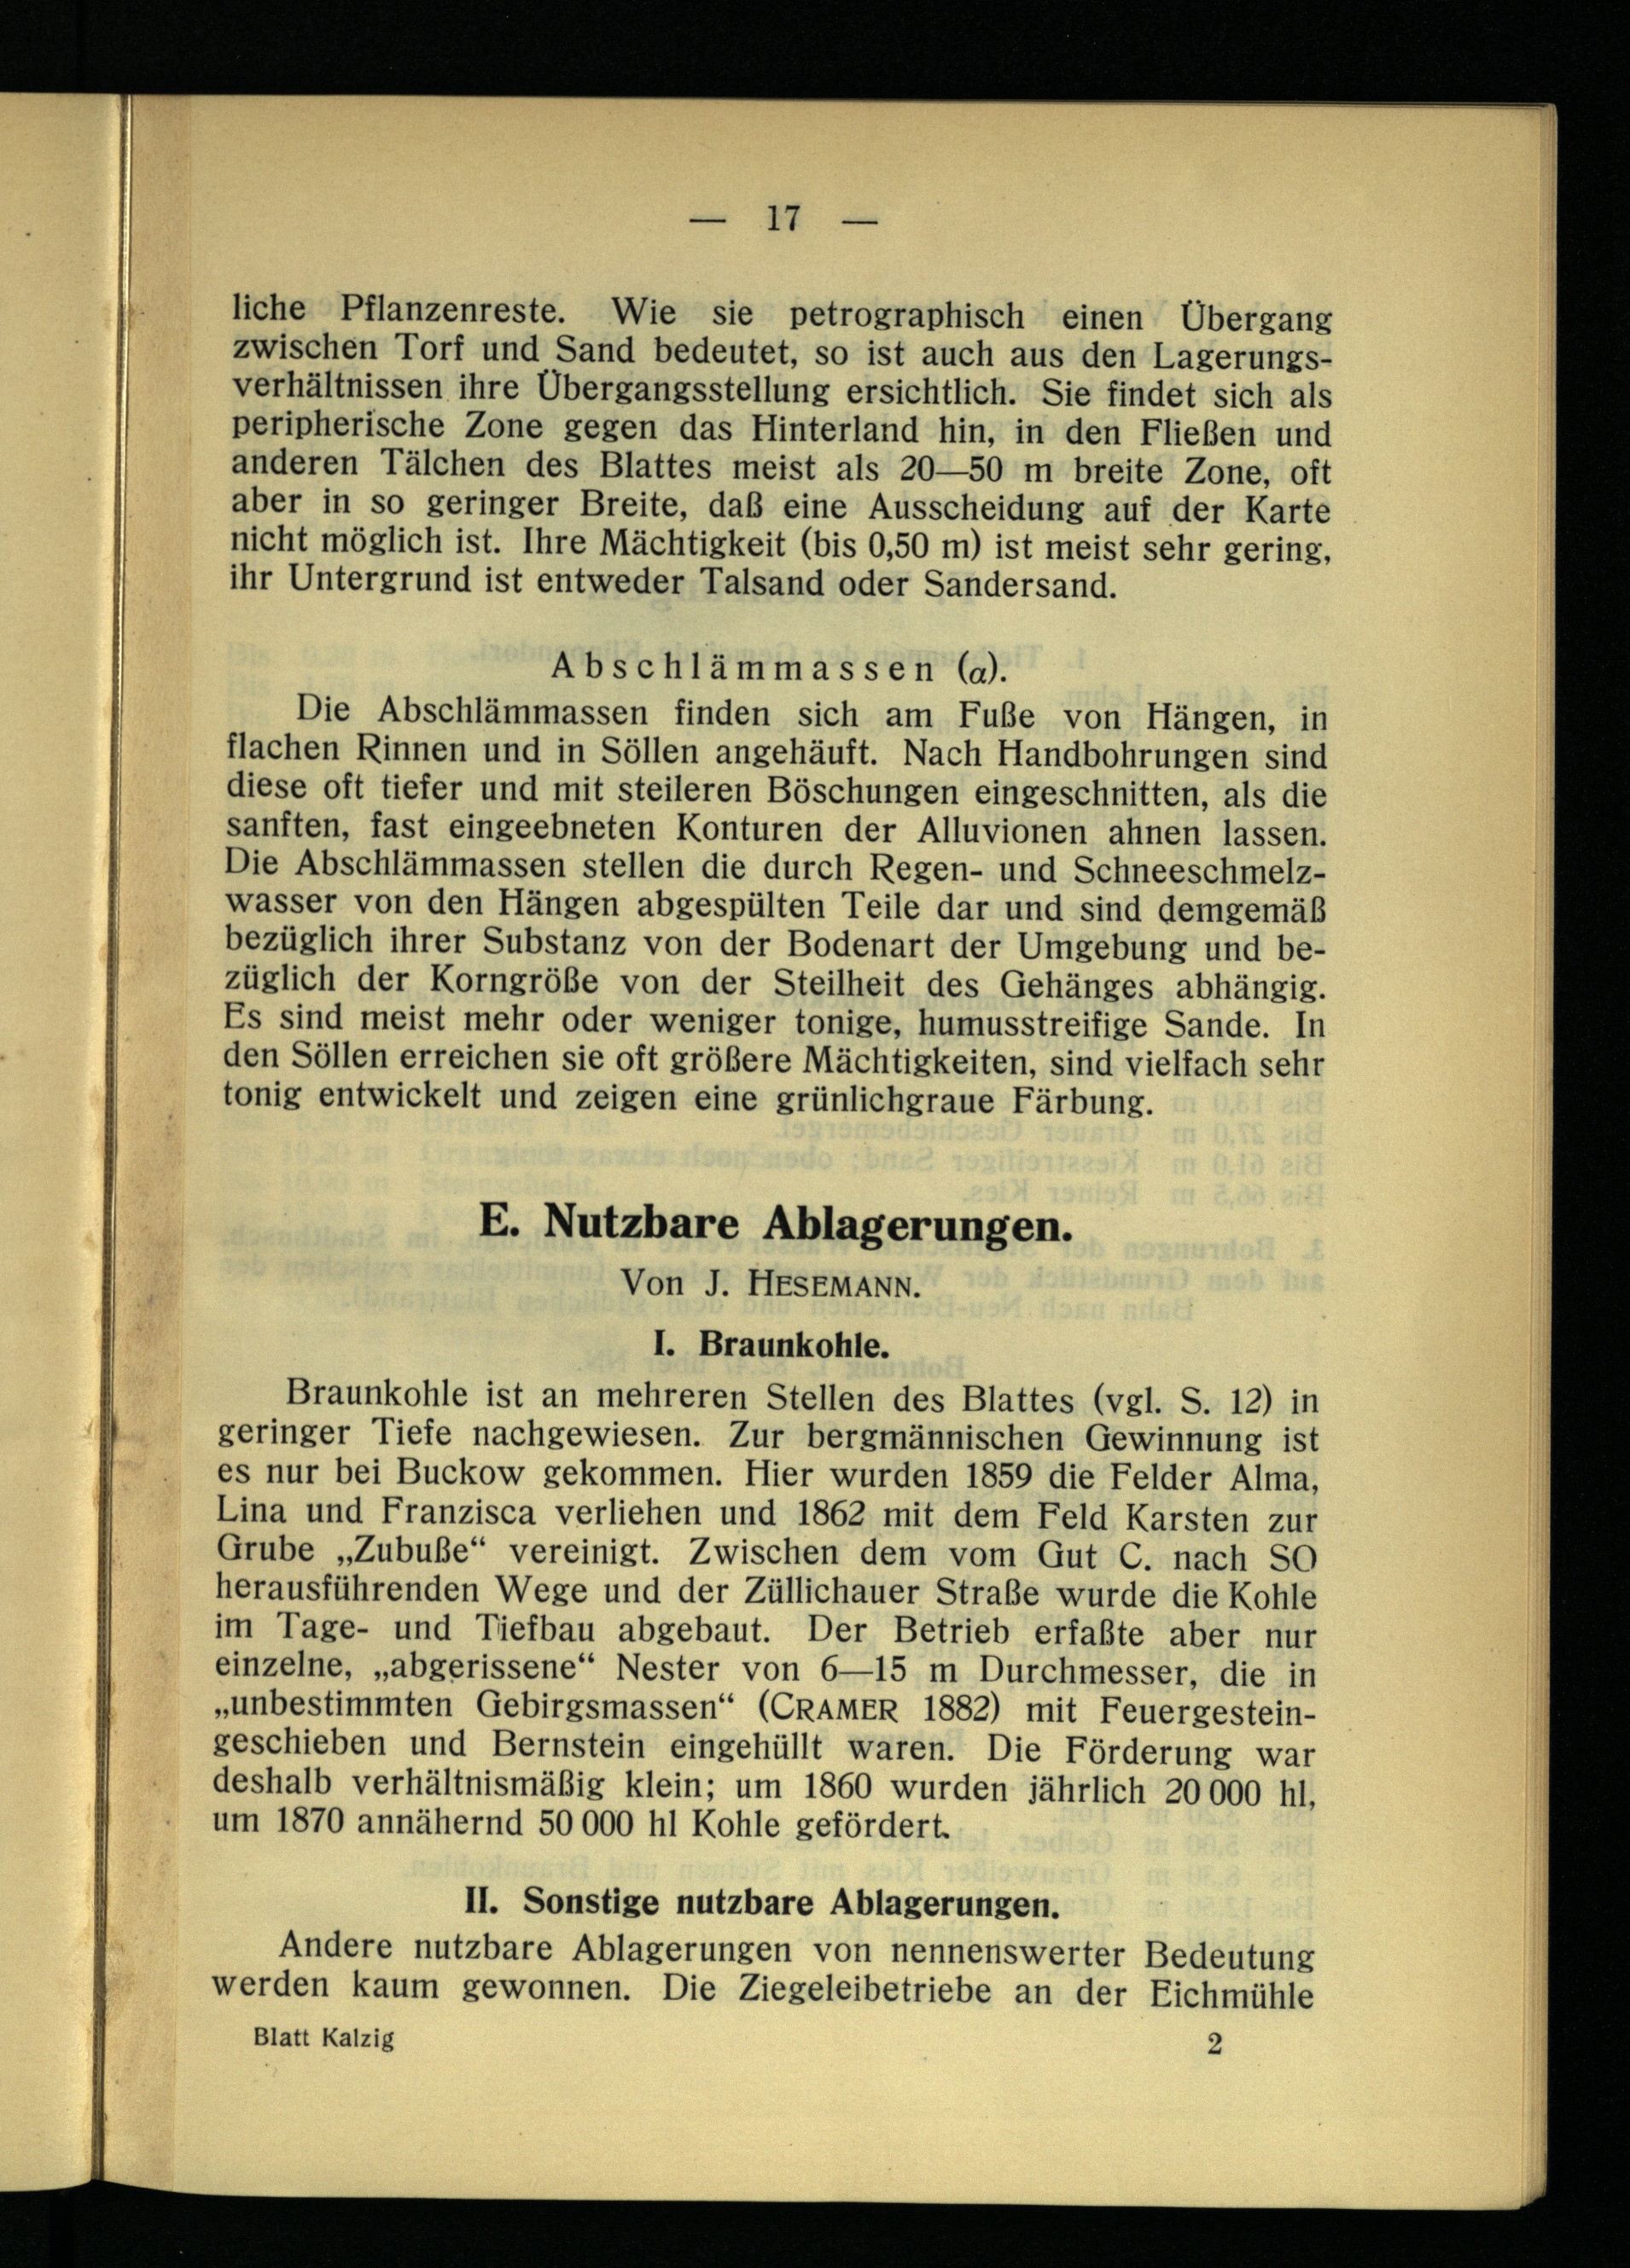 — 17 —
liche Pflanzenreste. Wie sie petrographisch einen Übergang
zwischen Torf und Sand bedeutet, so ist auch aus den Lagerungs-
verhältnissen ihre Übergangsstellung ersichtlich. Sie findet sich als
peripherische Zone gegen das Hinterland hin, in den Fließen und
anderen Tälchen des Blattes meist als 20—50 m breite Zone, oft
aber in so geringer Breite, daß eine Ausscheidung auf der Karte
nicht möglich ist. Ihre Mächtigkeit (bis 0,50 m) ist meist sehr gering,
ihr Untergrund ist entweder Talsand oder Sandersand.
Abschlämmassen (α).
Die Abschlämmassen finden sich am Fuße von Hängen, in
flachen Rinnen und in Söllen angehäuft. Nach Handbohrungen sind
diese oft tiefer und mit steileren Böschungen eingeschnitten, als die
sanften, fast eingeebneten Konturen der Alluvionen ahnen lassen.
Die Abschlämmassen stellen die durch Regen- und Schneeschmelz-
wasser von den Hängen abgespülten Teile dar und sind demgemäß
bezüglich ihrer Substanz von der Bodenart der Umgebung und be-
züglich der Korngröße von der Steilheit des Gehänges abhängig.
Es sind meist mehr oder weniger tonige, humusstreifige Sande. In
den Söllen erreichen sie oft größere Mächtigkeiten, sind vielfach sehr
tonig entwickelt und zeigen eine grünlichgraue Färbung.
E. Nutzbare Ablagerungen.
Von J. HESEMANN.
I. Braunkohle.
Braunkohle ist an mehreren Stellen des Blattes (vgl. S. 12) in
geringer Tiefe nachgewiesen. Zur bergmännischen Gewinnung ist
es nur bei Buckow gekommen. Hier wurden 1859 die Felder Alma,
Lina und Franzisca verliehen und 1862 mit dem Feld Karsten zur
Grube „Zubuße“ vereinigt. Zwischen dem vom Gut C. nach SO
herausführenden Wege und der Züllichauer Straße wurde die Kohle
im Tage- und Tiefbau abgebaut. Der Betrieb erfaßte aber nur
einzelne, „abgerissene“ Nester von 6—15 m Durchmesser, die in
„unbestimmten Gebirgsmassen“ (CRAMER 1882) mit Feuergestein-
geschieben und Bernstein eingehüllt waren. Die Förderung war
deshalb verhältnismäßig klein; um 1860 wurden jährlich 20 000 hl,
um 1870 annähernd 50 000 hl Kohle gefördert.
II. Sonstige nutzbare Ablagerungen.
Andere nutzbare Ablagerungen von nennenswerter Bedeutung
werden kaum gewonnen. Die Ziegeleibetriebe an der Eichmühle
Blatt Kalzig 2